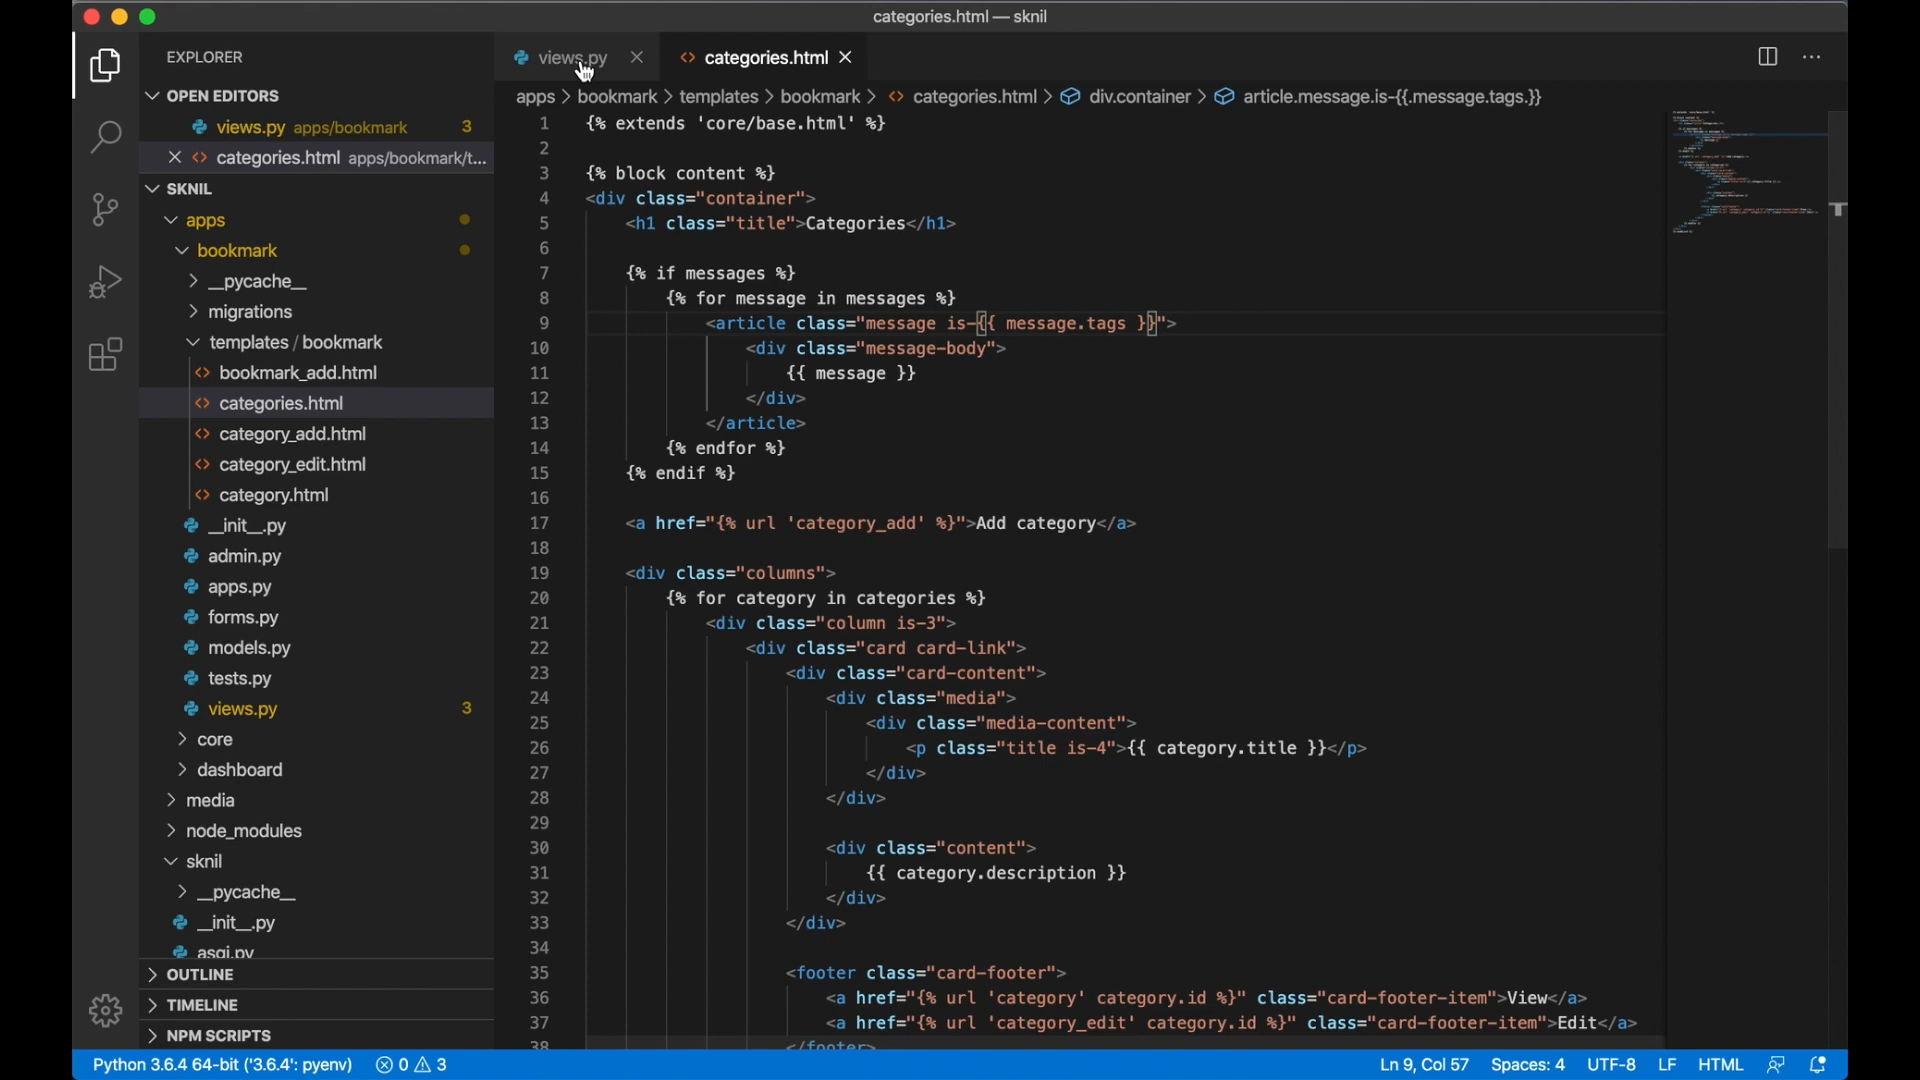 categories.html — sknil
EXPLORER
OPEN EDITORS
views.py apps/bookmark 3
categories.html apps/bookmark/t...
SKNIL
apps
bookmark
__pycache__
migrations
templates / bookmark
bookmark_add.html
categories.html
category_add.html
category_edit.html
category.html
__init__.py
admin.py
apps.py
forms.py
models.py
tests.py
views.py 3
core
dashboard
media
node_modules
sknil
__pycache__
__init__.py
asgi.py
OUTLINE
TIMELINE
NPM SCRIPTS
views.py
categories.html
apps > bookmark > templates > bookmark > categories.html > div.container > article.message.is-{{.message.tags.}}
1 {% extends 'core/base.html' %}
2
3 {% block content %}
4 <div class="container">
5 <h1 class="title">Categories</h1>
6
7 {% if messages %}
8 {% for message in messages %}
9 <article class="message is-{{ message.tags }}">
10 <div class="message-body">
11 {{ message }}
12 </div>
13 </article>
14 {% endfor %}
15 {% endif %}
16
17 <a href="{% url 'category_add' %}">Add category</a>
18
19 <div class="columns">
20 {% for category in categories %}
21 <div class="column is-3">
22 <div class="card card-link">
23 <div class="card-content">
24 <div class="media">
25 <div class="media-content">
26 <p class="title is-4">{{ category.title }}</p>
27 </div>
28 </div>
29
30 <div class="content">
31 {{ category.description }}
32 </div>
33 </div>
34
35 <footer class="card-footer">
36 <a href="{% url 'category' category.id %}" class="card-footer-item">View</a>
37 <a href="{% url 'category_edit' category.id %}" class="card-footer-item">Edit</a>
38 </footer>
Python 3.6.4 64-bit ('3.6.4': pyenv) 0 3
Ln 9, Col 57 Spaces: 4 UTF-8 LF HTML